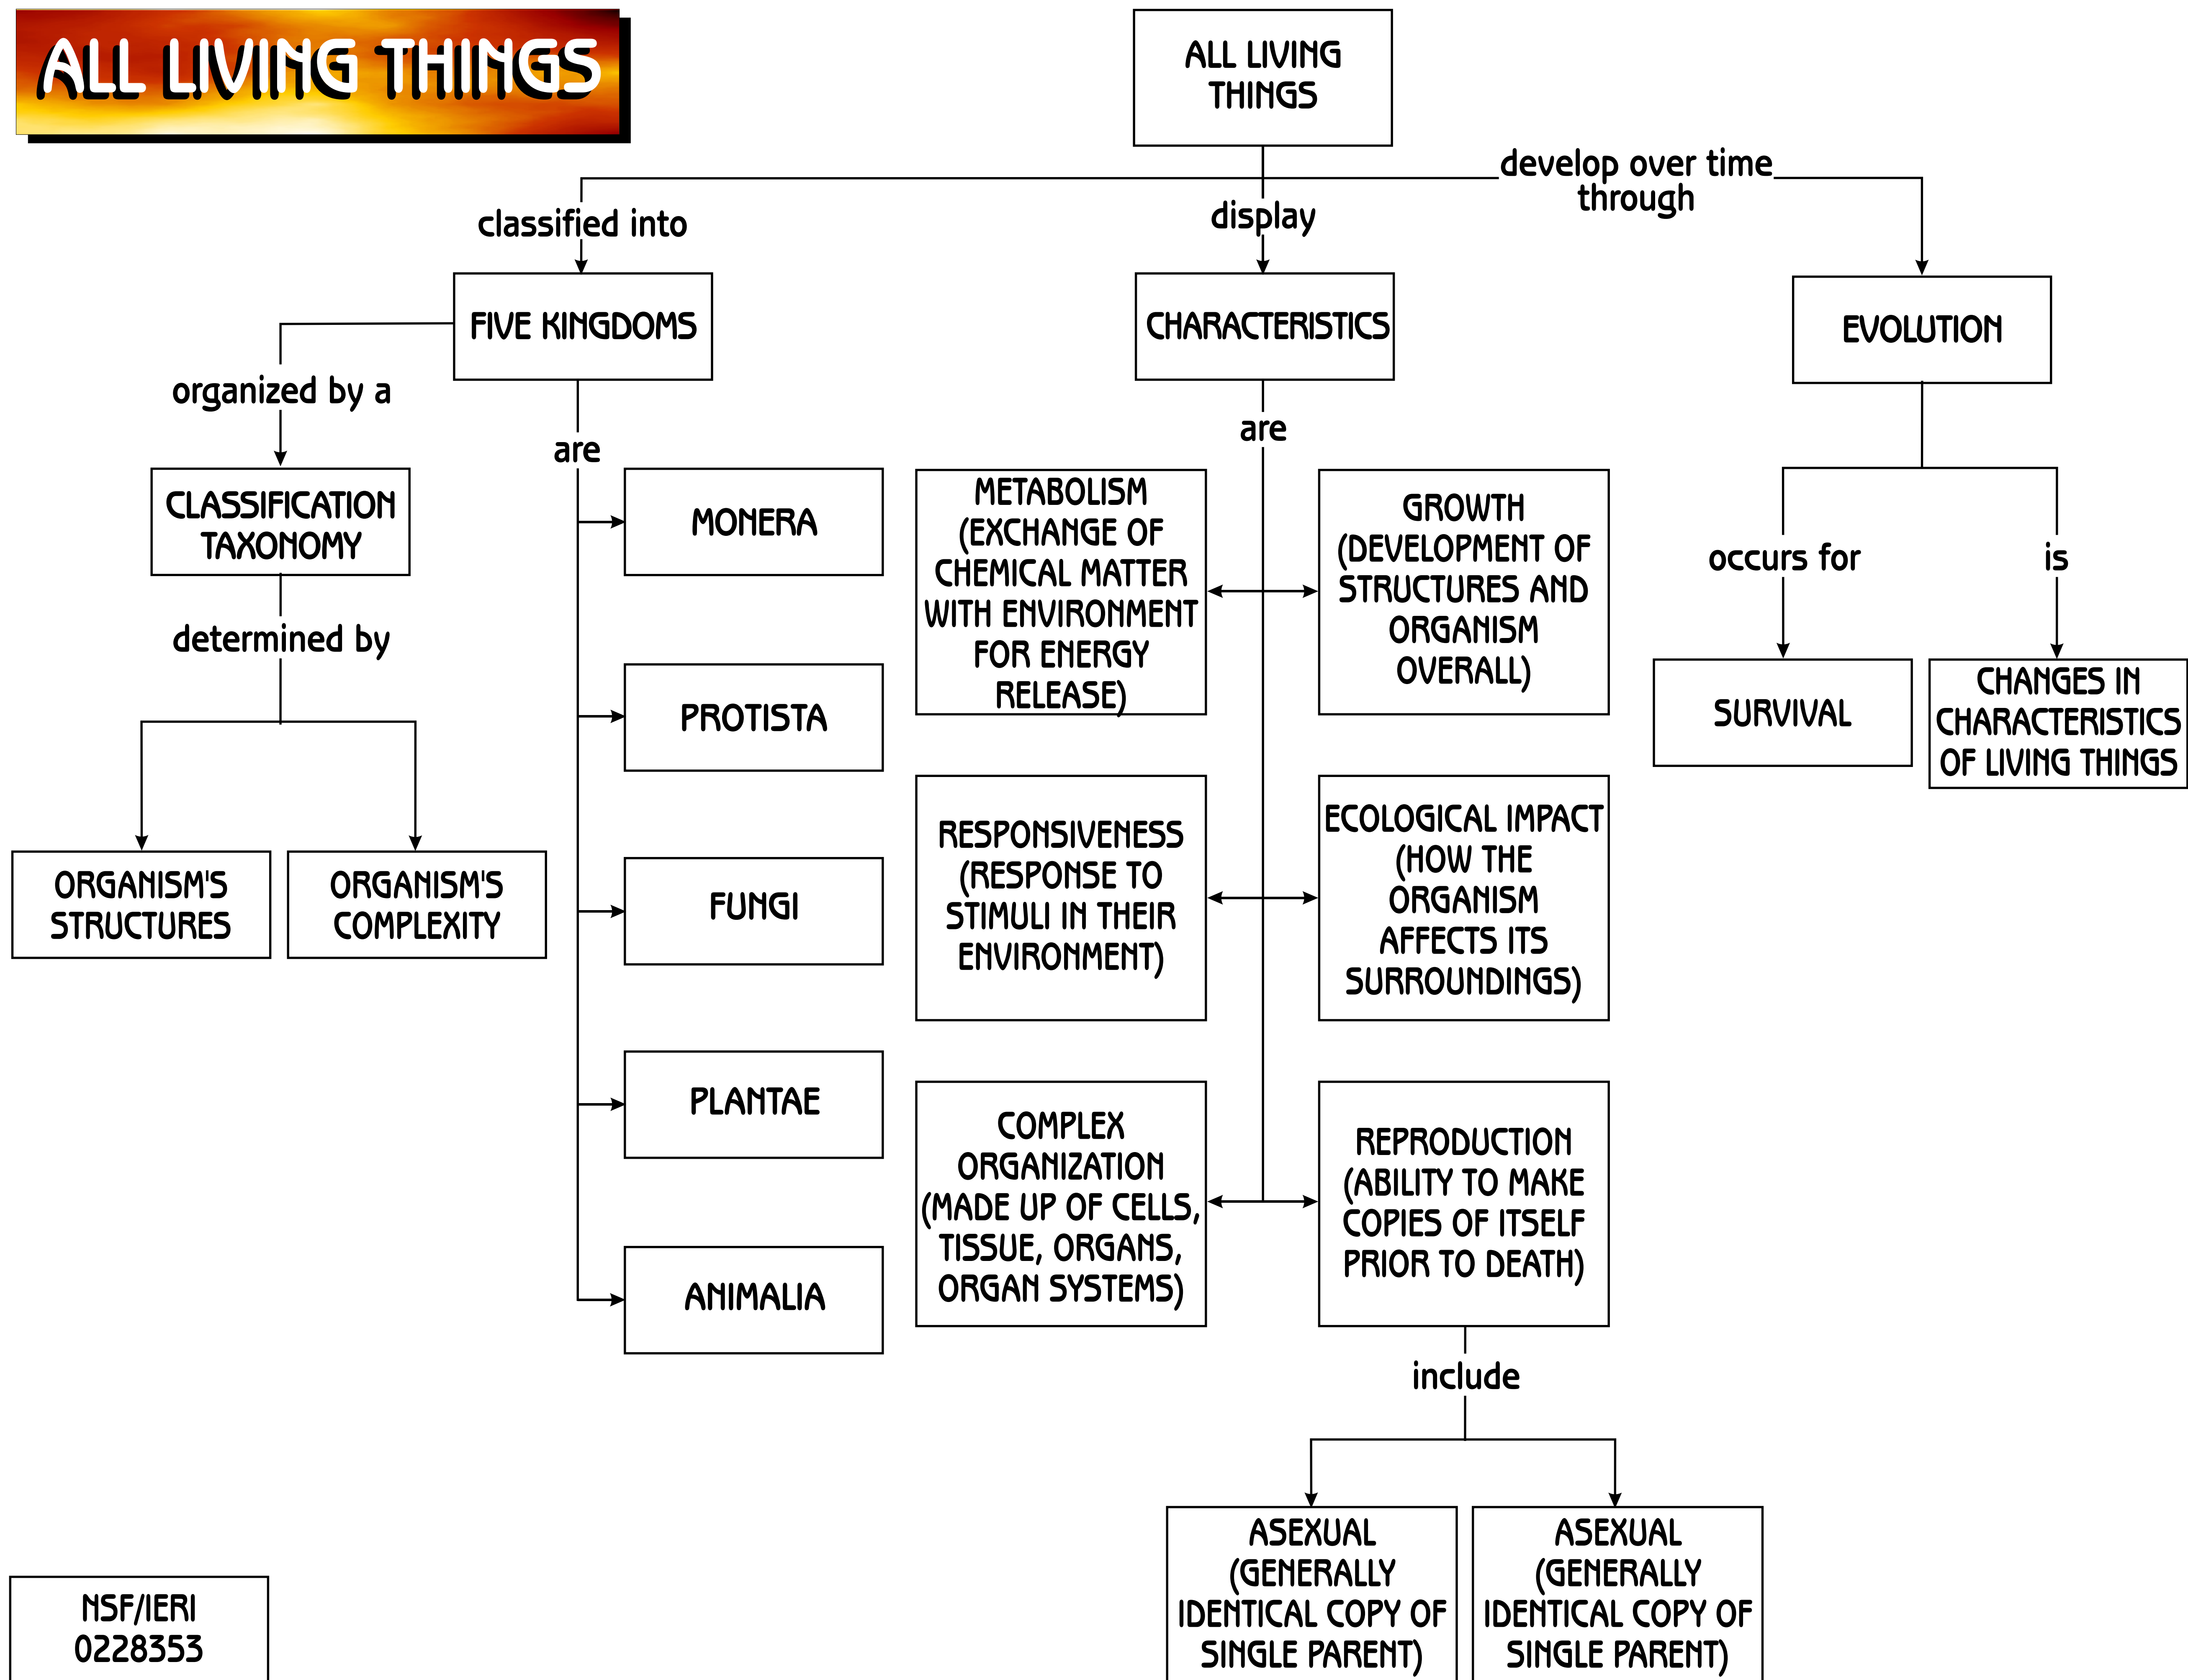 ALL LIVING THINGS
ALL LIVING
THINGS
classified into
display
develop over time
through
FIVE KINGDOMS
CHARACTERISTICS
EVOLUTION
organized by a
are
are
occurs for
is
CLASSIFICATION
TAXONOMY
determined by
ORGANISM'S
STRUCTURES
ORGANISM'S
COMPLEXITY
MONERA
PROTISTA
FUNGI
PLANTAE
ANIMALIA
METABOLISM
(EXCHANGE OF
CHEMICAL MATTER
WITH ENVIRONMENT
FOR ENERGY
RELEASE)
GROWTH
(DEVELOPMENT OF
STRUCTURES AND
ORGANISM
OVERALL)
RESPONSIVENESS
(RESPONSE TO
STIMULI IN THEIR
ENVIRONMENT)
ECOLOGICAL IMPACT
(HOW THE
ORGANISM
AFFECTS ITS
SURROUNDINGS)
COMPLEX
ORGANIZATION
(MADE UP OF CELLS,
TISSUE, ORGANS,
ORGAN SYSTEMS)
REPRODUCTION
(ABILITY TO MAKE
COPIES OF ITSELF
PRIOR TO DEATH)
SURVIVAL
CHANGES IN
CHARACTERISTICS
OF LIVING THINGS
include
ASEXUAL
(GENERALLY
IDENTICAL COPY OF
SINGLE PARENT)
ASEXUAL
(GENERALLY
IDENTICAL COPY OF
SINGLE PARENT)
NSF/IERI
0228353